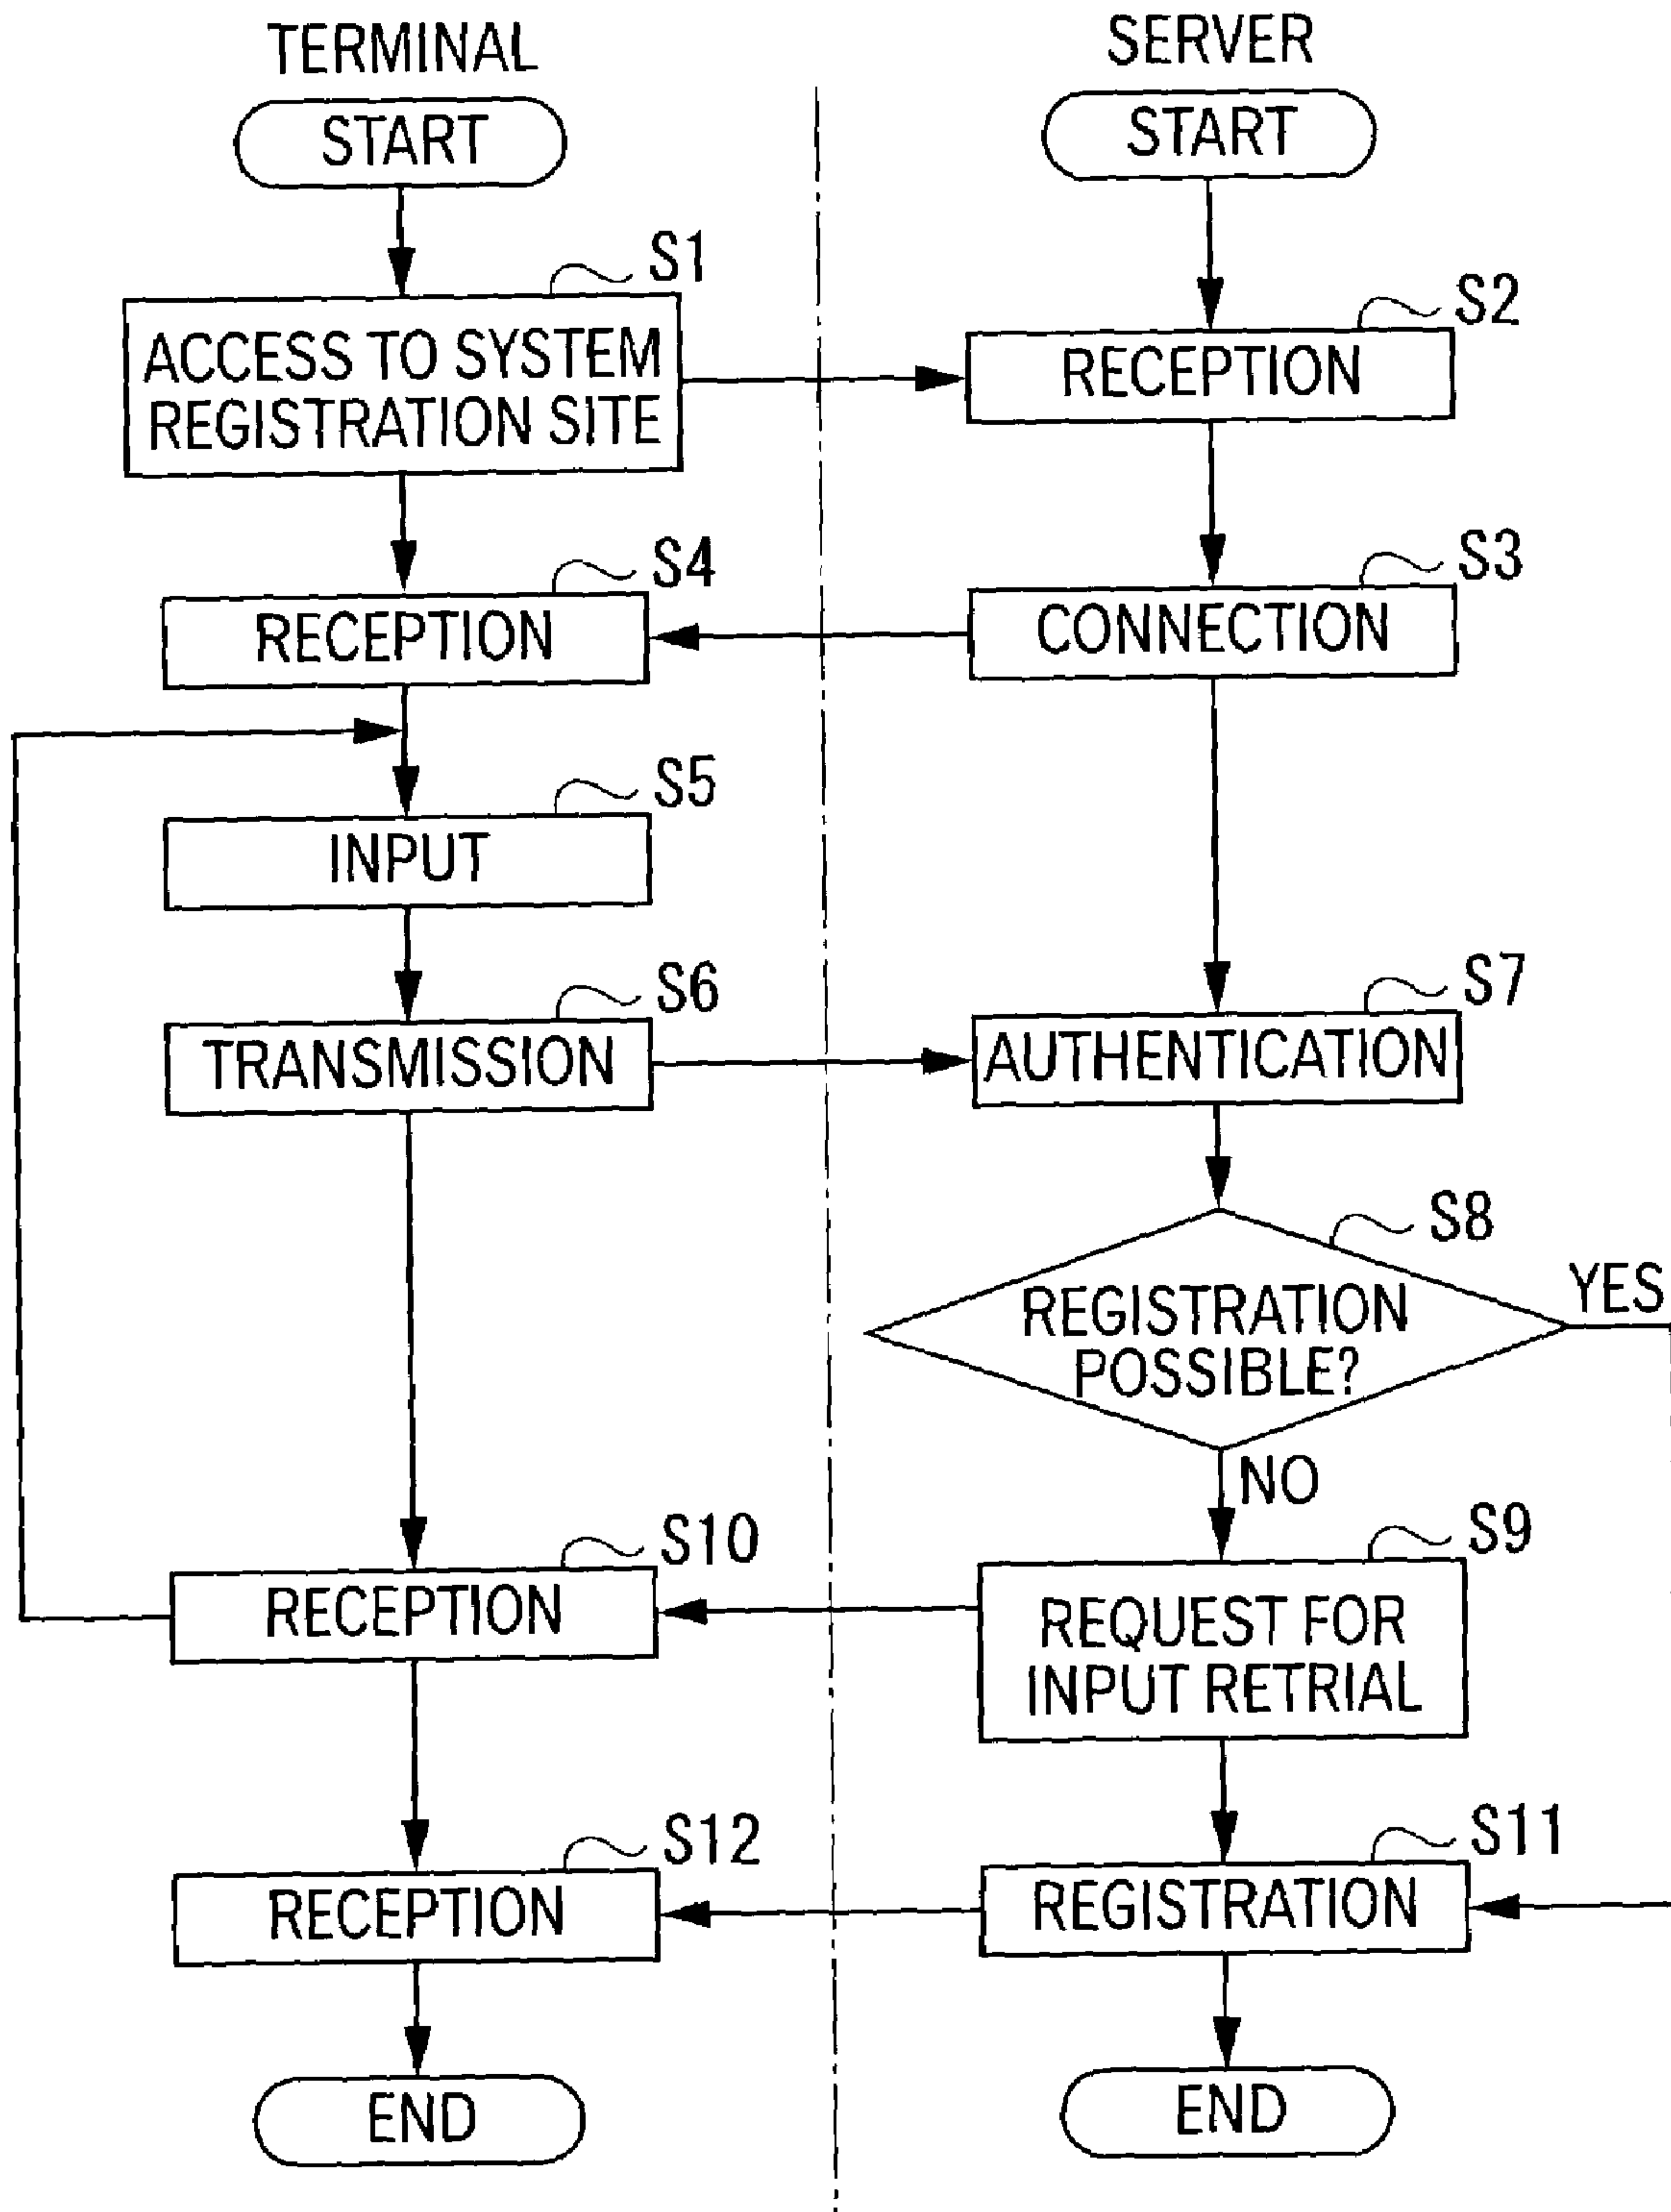 TERMINAL
SERVER
START
START
S1
ACCESS TO SYSTEM
REGISTRATION SITE
S2
RECEPTION
S4
RECEPTION
S3
CONNECTION
S5
INPUT
S6
TRANSMISSION
S7
AUTHENTICATION
S8
REGISTRATION
POSSIBLE?
YES
NO
S10
RECEPTION
S9
REQUEST FOR
INPUT RETRIAL
S12
RECEPTION
S11
REGISTRATION
END
END